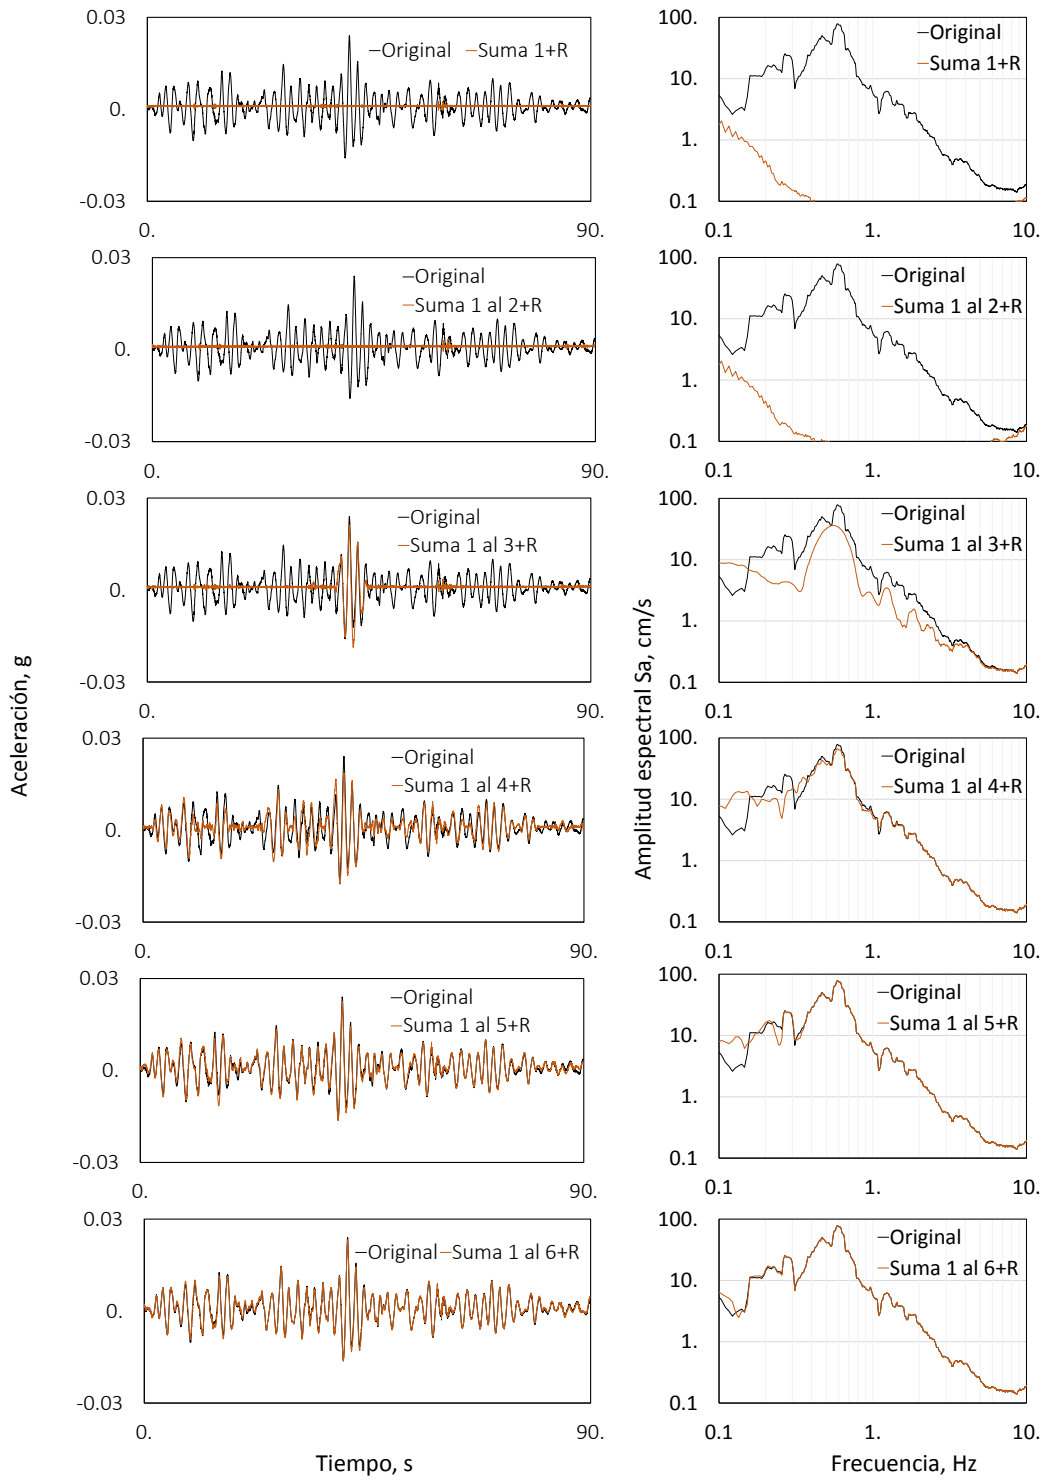 0.03
0.
-0.03
0.
90.
Original
Suma 1+R
100.
10.
1.
0.1
0.1
1.
10.
Original
Suma 1+R
0.03
0.
-0.03
0.
90.
Original
Suma 1 al 2+R
100.
10.
1.
0.1
0.1
1.
10.
Original
Suma 1 al 2+R
0.03
0.
-0.03
0.
90.
Original
Suma 1 al 3+R
100.
10.
1.
0.1
0.1
1.
10.
Original
Suma 1 al 3+R
Aceleración, g
Amplitud espectral Sa, cm/s
0.03
0.
-0.03
0.
90.
Original
Suma 1 al 4+R
100.
10.
1.
0.1
0.1
1.
10.
Original
Suma 1 al 4+R
0.03
0.
-0.03
0.
90.
Original
Suma 1 al 5+R
100.
10.
1.
0.1
0.1
1.
10.
Original
Suma 1 al 5+R
0.03
0.
-0.03
0.
90.
Original
Suma 1 al 6+R
100.
10.
1.
0.1
0.1
1.
10.
Original
Suma 1 al 6+R
Tiempo, s
Frecuencia, Hz